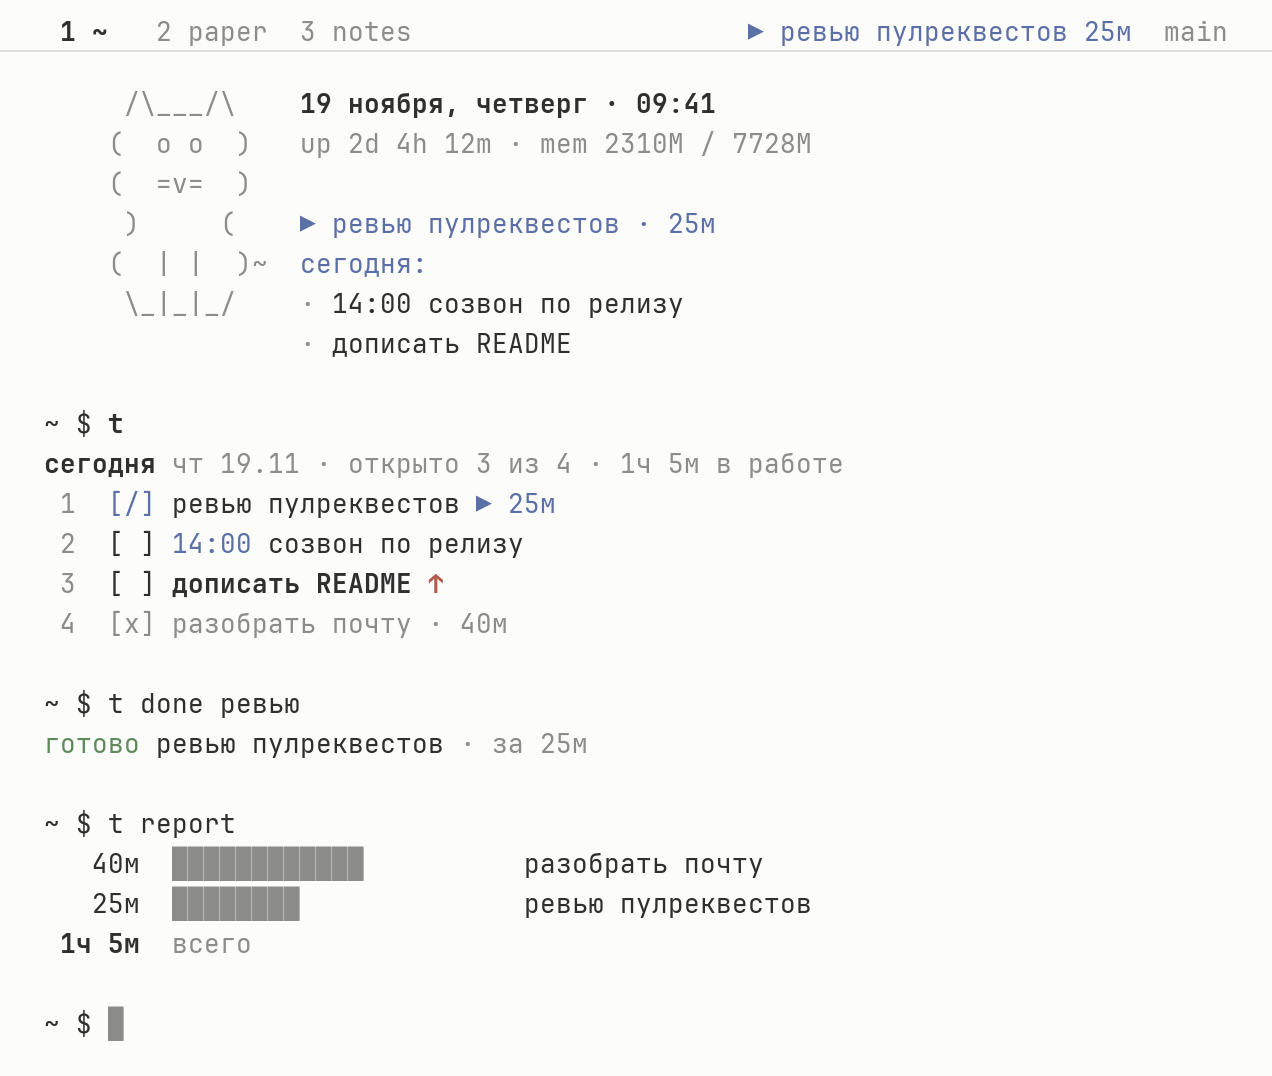 1 ~   2 paper  3 notes    ▶ ревью пулреквестов 25м  main
 /\___/\    19 ноября, четверг · 09:41
(  o o  )   up 2d 4h 12m · mem 2310M / 7728M
(  =v=  )
 )     (    ▶ ревью пулреквестов · 25м
(  | |  )~  сегодня:
 \_|_|_/    · 14:00 созвон по релизу
            · дописать README
~ $ t
сегодня чт 19.11 · открыто 3 из 4 · 1ч 5м в работе
 1  [/] ревью пулреквестов ▶ 25м
 2  [ ] 14:00 созвон по релизу
 3  [ ] дописать README ↑
 4  [x] разобрать почту · 40м
~ $ t done ревью
готово ревью пулреквестов · за 25м
~ $ t report
   40м  ████████████          разобрать почту
   25м  ████████              ревью пулреквестов
 1ч 5м  всего
~ $ █